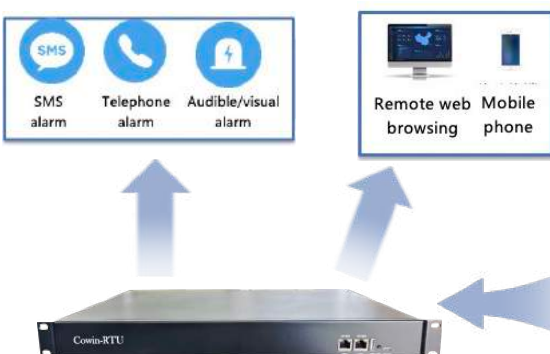 SMS
SMS
alarm
Telephone
alarm
Audible/visual
alarm
Remote web
browsing
Mobile
phone
Cowin-RTU